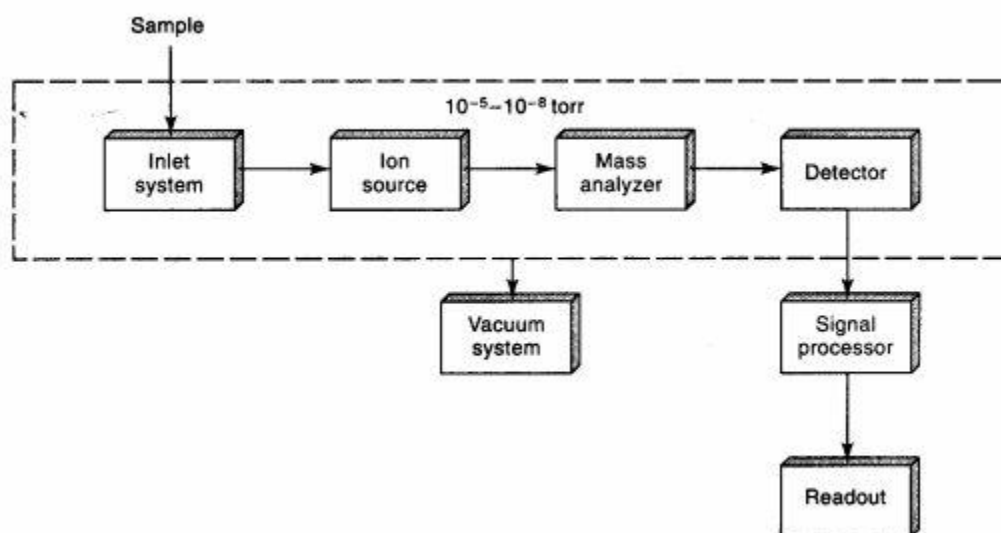 Sample
10⁻⁵–10⁻⁸ torr
Inlet
system
Ion
source
Mass
analyzer
Detector
Vacuum
system
Signal
processor
Readout